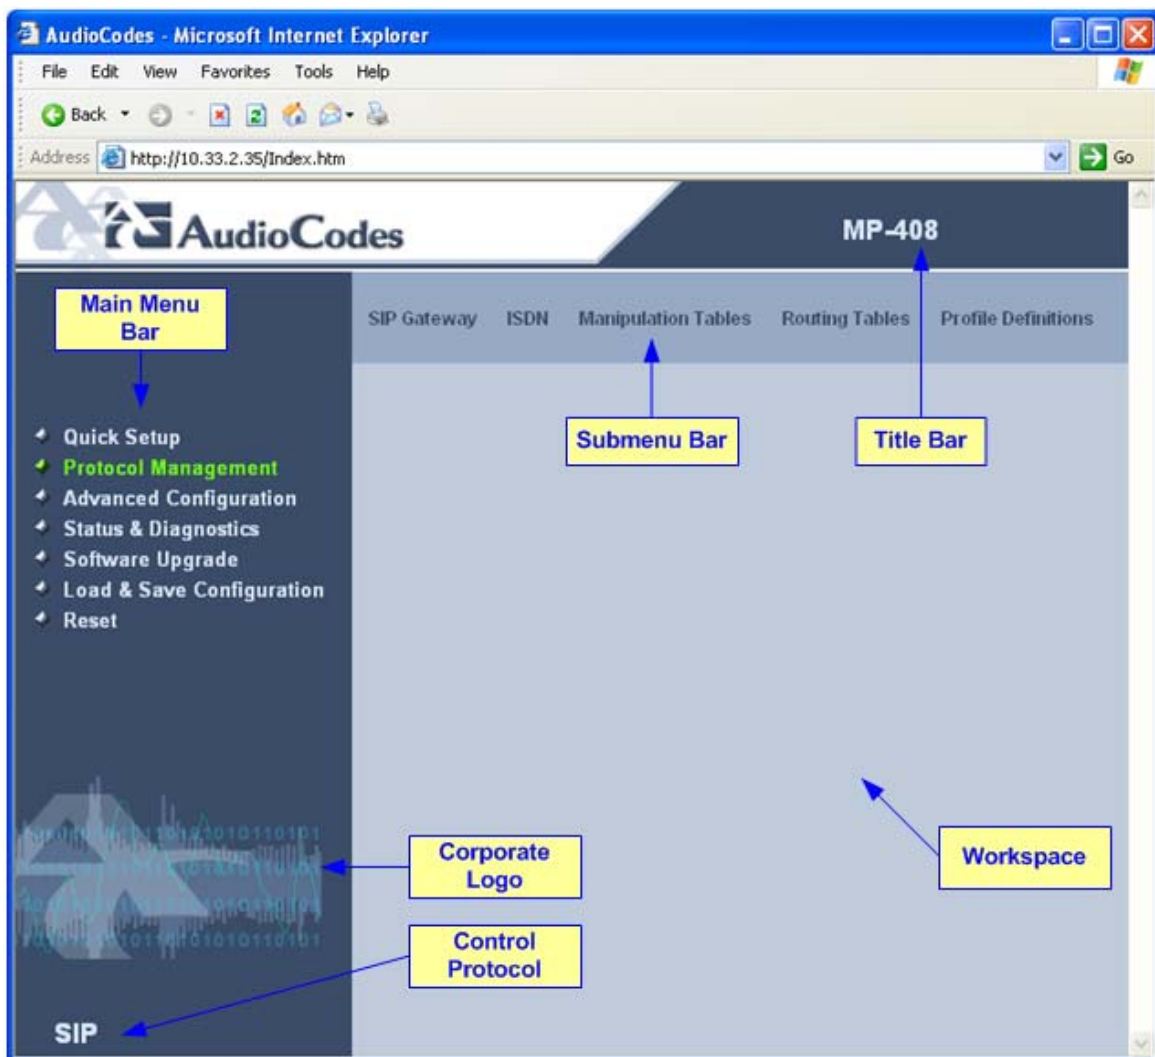 AudioCodes - Microsoft Internet Explorer
File Edit View Favorites Tools Help
Back
Address http://10.33.2.35/Index.htm Go
AudioCodes
MP-408
Main Menu
Bar
SIP Gateway ISDN Manipulation Tables Routing Tables Profile Definitions
Submenu Bar
Title Bar
Quick Setup
Protocol Management
Advanced Configuration
Status & Diagnostics
Software Upgrade
Load & Save Configuration
Reset
Corporate
Logo
Workspace
Control
Protocol
SIP